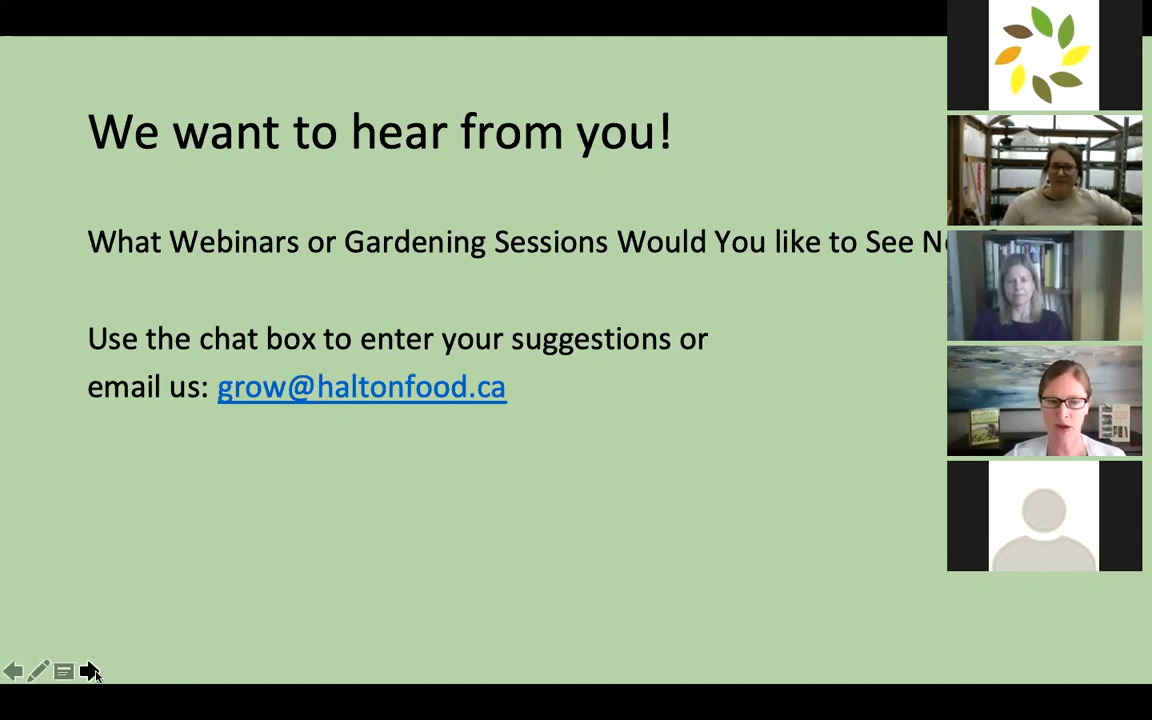 We want to hear from you!
What Webinars or Gardening Sessions Would You like to See
Use the chat box to enter your suggestions or
email us: grow@haltonfood.ca